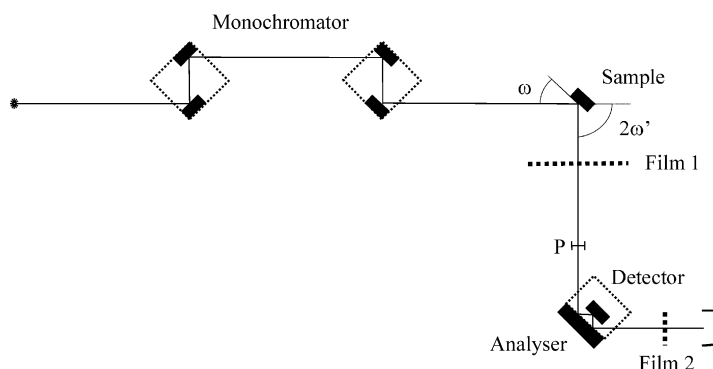 Monochromator
Sample
ω
2ω’
Film 1
P
Detector
Analyser
Film 2